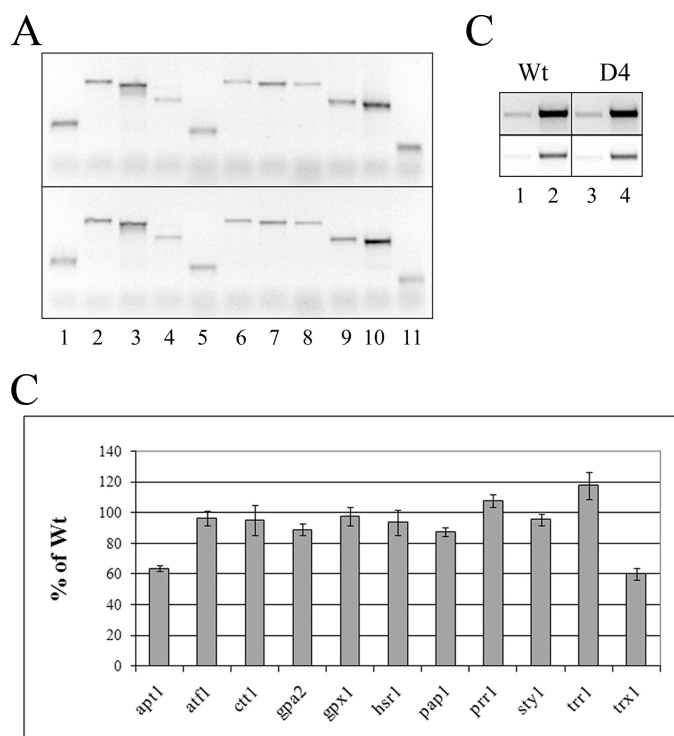 A
C
Wt D4
1 2 3 4
1 2 3 4 5 6 7 8 9 10 11
C
140
120
100
80
60
40
20
0
% of Wt
apt1 atf1 ctt1 gpa2 gpx1 hsr1 pap1 prr1 sty1 trr1 trx1